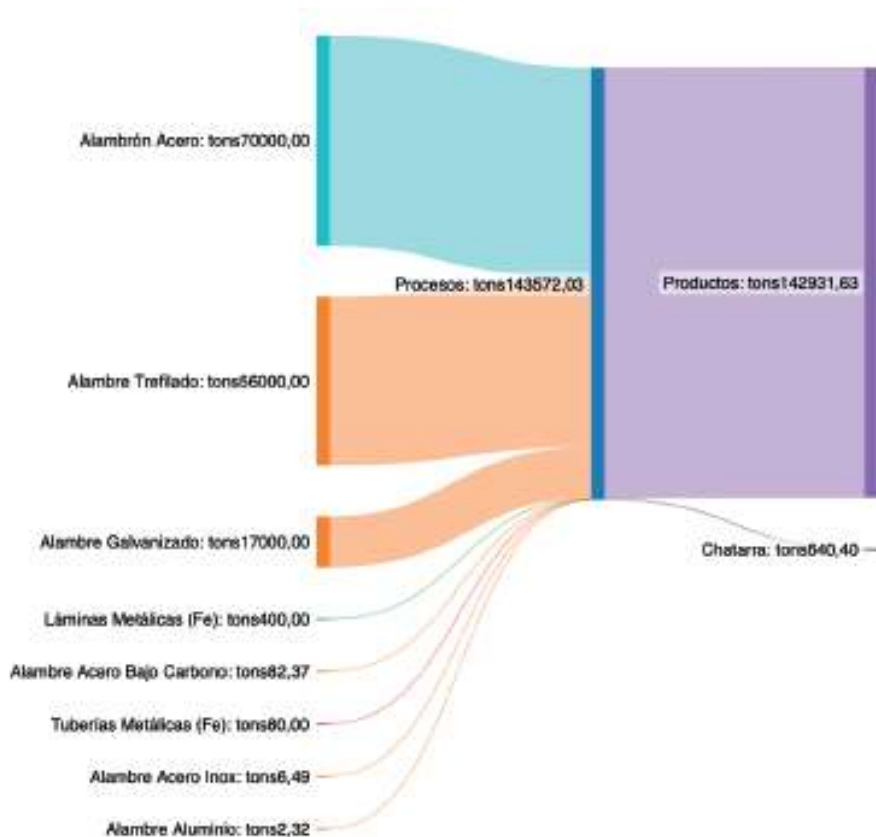 Alambrón Acero: tons70000,00
Procesos: tons143572,03
Productos: tons142931,63
Alambre Trefilado: tons56000,00
Alambre Galvanizado: tons17000,00
Chatarra: tons640,40
Láminas Metálicas (Fe): tons400,00
Alambre Acero Bajo Carbono: tons82,37
Tuberías Metálicas (Fe): tons80,00
Alambre Acero Inox: tons6,49
Alambre Aluminio: tons2,32